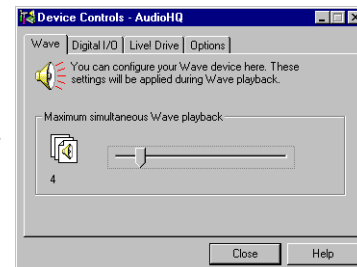 Device Controls - AudioHQ
Wave Digital I/O Live! Drive Options
You can configure your Wave device here. These
settings will be applied during Wave playback.
Maximum simultaneous Wave playback
4
Close Help